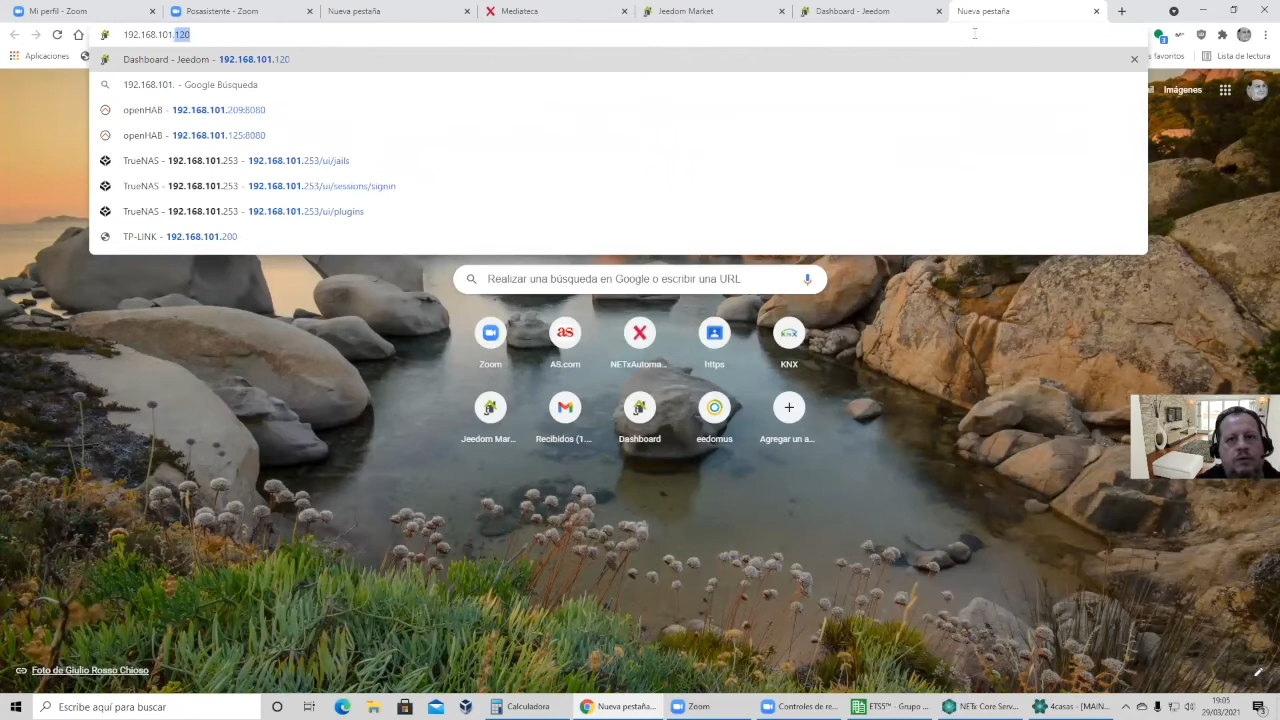 Mi perfil - Zoom
Posasistente - Zoom
Nueva pestaña
Mediateca
Jeedom Market
Dashboard - Jeedom
Nueva pestaña
192.168.101.120
Aplicaciones
s favoritos
Lista de lectura
Dashboard - Jeedom - 192.168.101.120
192.168.101. - Google Búsqueda
openHAB - 192.168.101.209:8080
openHAB - 192.168.101.125:8080
TrueNAS - 192.168.101.253 - 192.168.101.253/ui/jails
TrueNAS - 192.168.101.253 - 192.168.101.253/ui/sessions/signin
TrueNAS - 192.168.101.253 - 192.168.101.253/ui/plugins
TP-LINK - 192.168.101.200
il Imágenes
Realizar una búsqueda en Google o escribir una URL
as
KNX
Zoom
AS.com
NETxAutoma...
https
KNX
Jeedom Mar...
Recibidos (1....
Dashboard
eedomus
Agregar un a...
Foto de Giulio Rosso Chioso
Escribe aquí para buscar
Calculadora
Nueva pestaña...
Zoom
Controles de re...
ETS5™ - Grupo ...
NETx Core Serv...
4casas - [MAIN...
19:05
29/03/2021